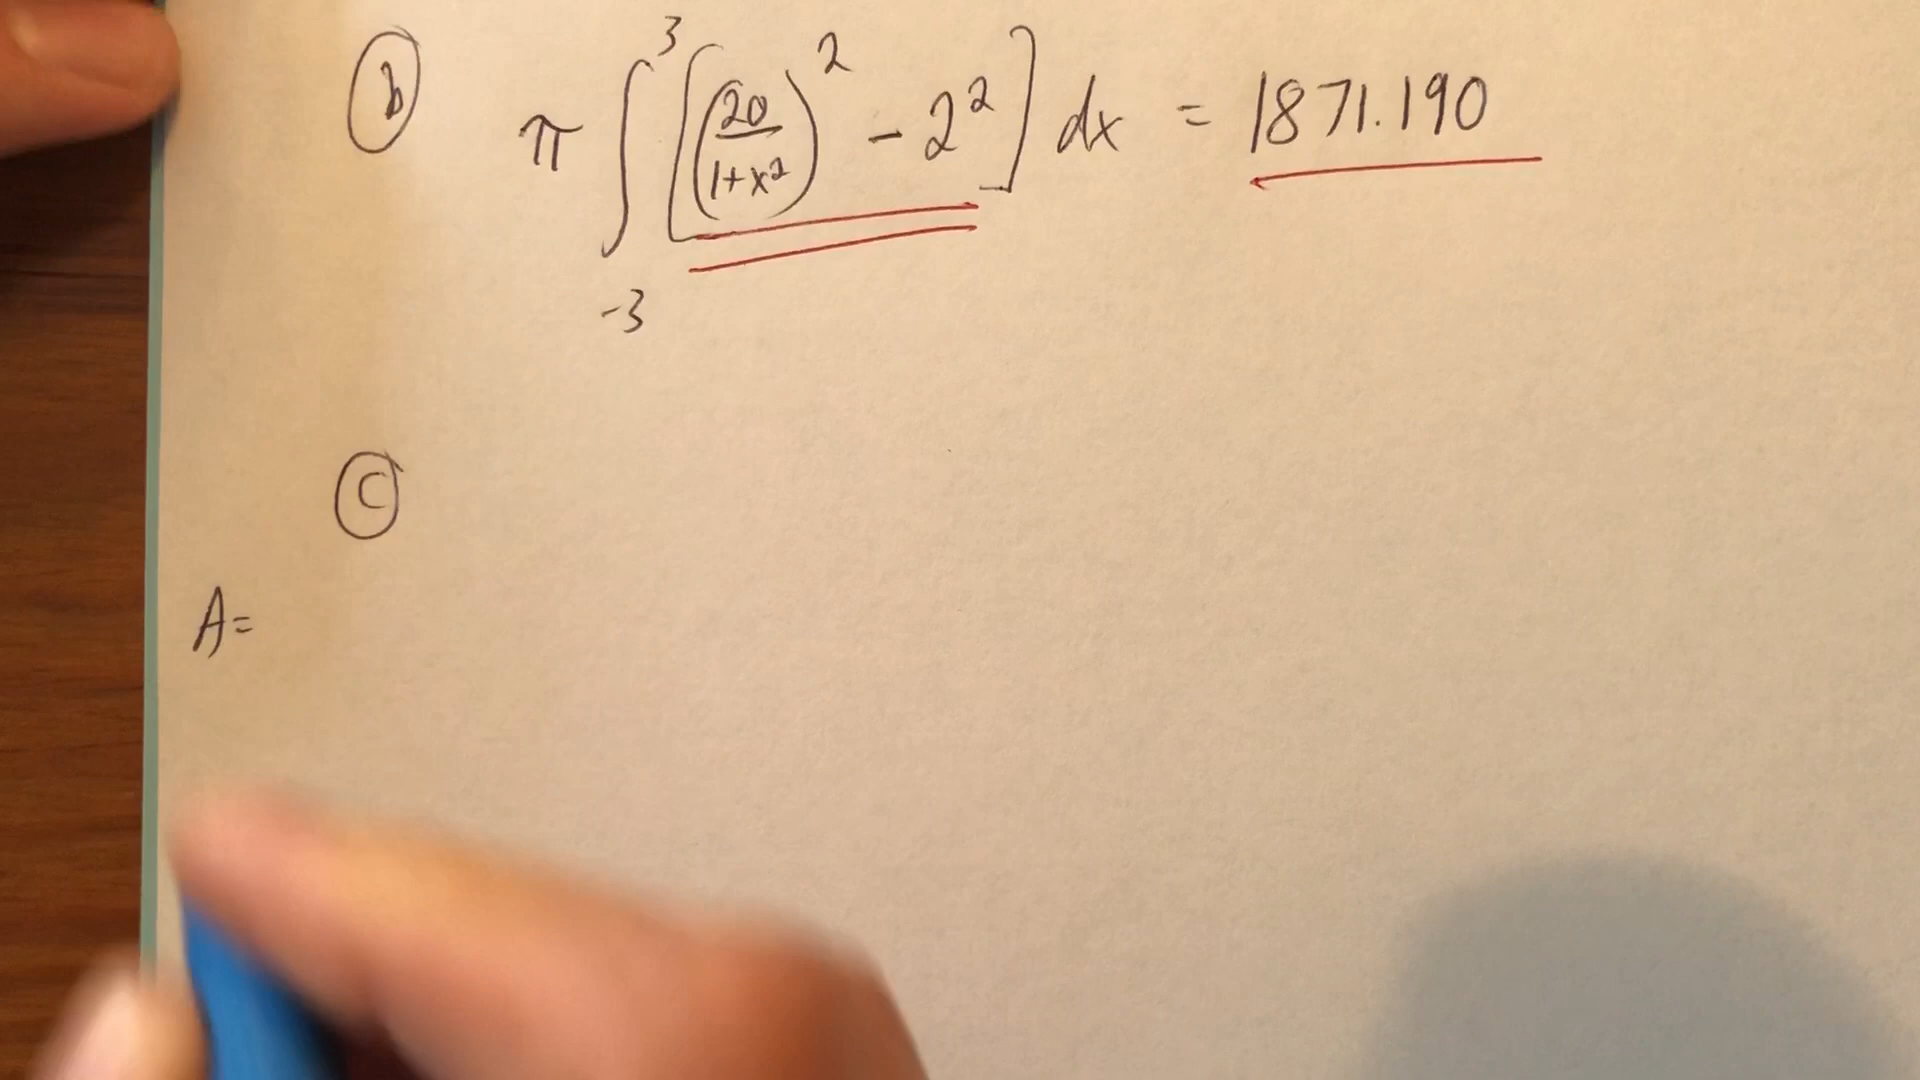 (b) π ∫_{-3}^{3} [(20/(1+x²))² - 2²] dx = 1871.190
(c)
A=